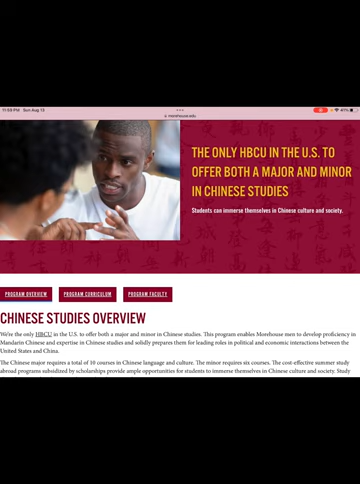 11:59 PM Sun Aug 13
41%
morehouse.edu
THE ONLY HBCU IN THE U.S. TO
OFFER BOTH A MAJOR AND MINOR
IN CHINESE STUDIES
Students can immerse themselves in Chinese culture and society.
PROGRAM OVERVIEW PROGRAM CURRICULUM PROGRAM FACULTY
CHINESE STUDIES OVERVIEW
We're the only HBCU in the U.S. to offer both a major and minor in Chinese studies. This program enables Morehouse men to develop proficiency in
Mandarin Chinese and expertise in Chinese studies and solidly prepares them for leading roles in political and economic interactions between the
United States and China.
The Chinese major requires a total of 10 courses in Chinese language and culture. The minor requires six courses. The cost-effective summer study
abroad programs subsidized by scholarships provide ample opportunities for students to immerse themselves in Chinese culture and society. Study